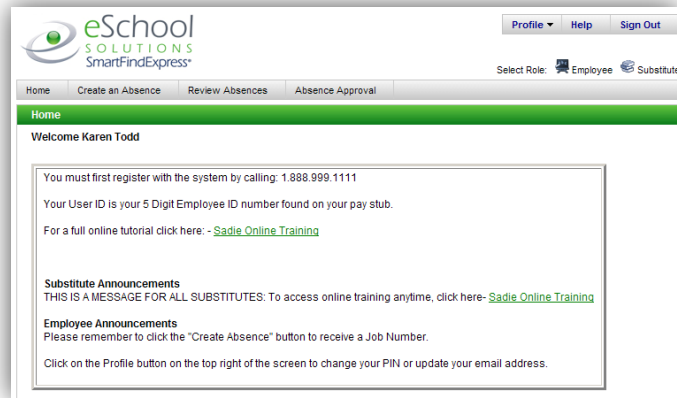 eSchool
SOLUTIONS
SmartFindExpress
Profile Help Sign Out
Select Role: Employee Substitute
Home Create an Absence Review Absences Absence Approval
Home
Welcome Karen Todd
You must first register with the system by calling: 1.888.999.1111
Your User ID is your 5 Digit Employee ID number found on your pay stub.
For a full online tutorial click here: - Sadie Online Training
Substitute Announcements
THIS IS A MESSAGE FOR ALL SUBSTITUTES: To access online training anytime, click here- Sadie Online Training
Employee Announcements
Please remember to click the "Create Absence" button to receive a Job Number.
Click on the Profile button on the top right of the screen to change your PIN or update your email address.